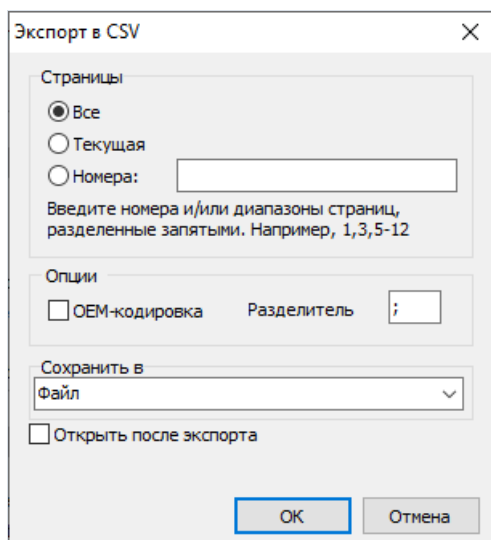 Экспорт в CSV
Страницы
Все
Текущая
Номера:
Введите номера и/или диапазоны страниц,
разделенные запятыми. Например, 1,3,5-12
Опции
OEM-кодировка Разделитель ;
Сохранить в
Файл
Открыть после экспорта
OK Отмена